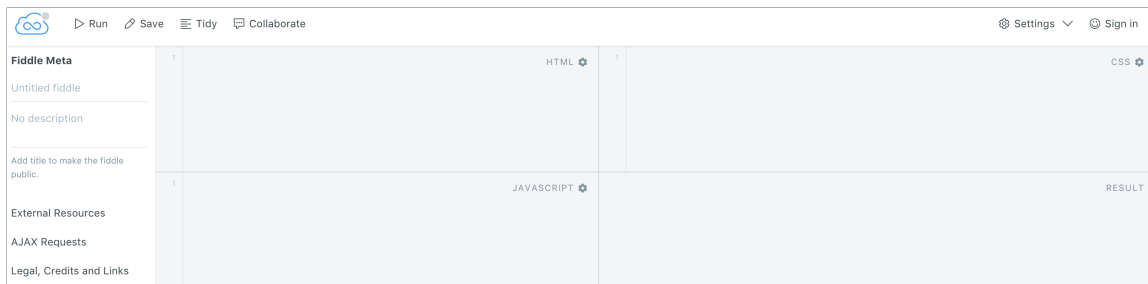 Run Save Tidy Collaborate Settings Sign in
Fiddle Meta
Untitled fiddle
No description
Add title to make the fiddle
public.
External Resources
AJAX Requests
Legal, Credits and Links
1 HTML
1 CSS
1 JAVASCRIPT
RESULT